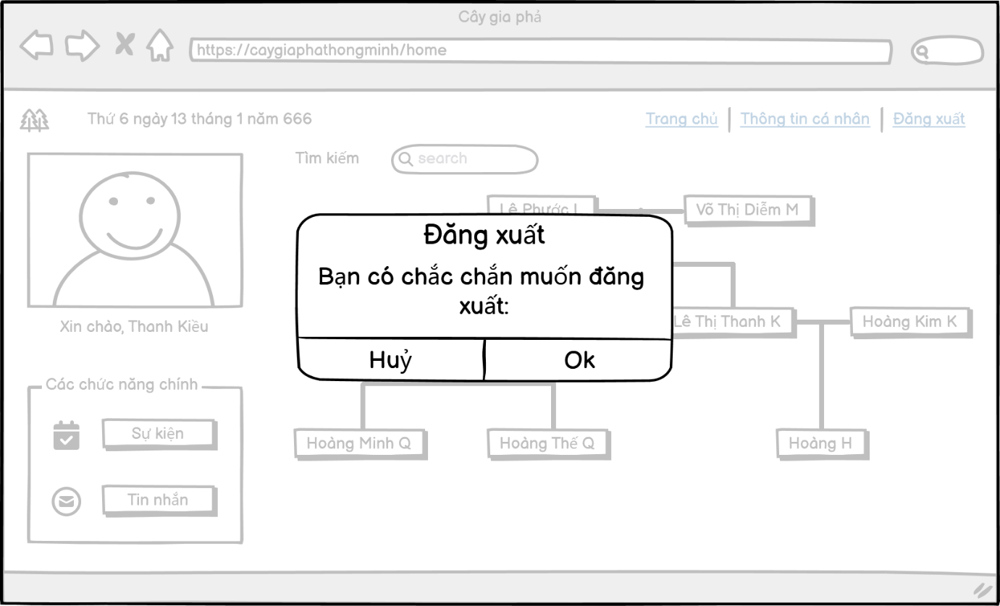 Cây gia phả
https://caygiaphathongminh/home
Thứ 6 ngày 13 tháng 1 năm 666
Trang chủ
Thông tin cá nhân
Đăng xuất
Tìm kiếm
search
Lê Phước L
Võ Thị Diễm M
Đăng xuất
Bạn có chắc chắn muốn đăng
xuất:
Huỷ
Ok
Lê Thị Thanh K
Hoàng Kim K
Xin chào, Thanh Kiều
Các chức năng chính
Sự kiện
Tin nhắn
Hoàng Minh Q
Hoàng Thế Q
Hoàng H